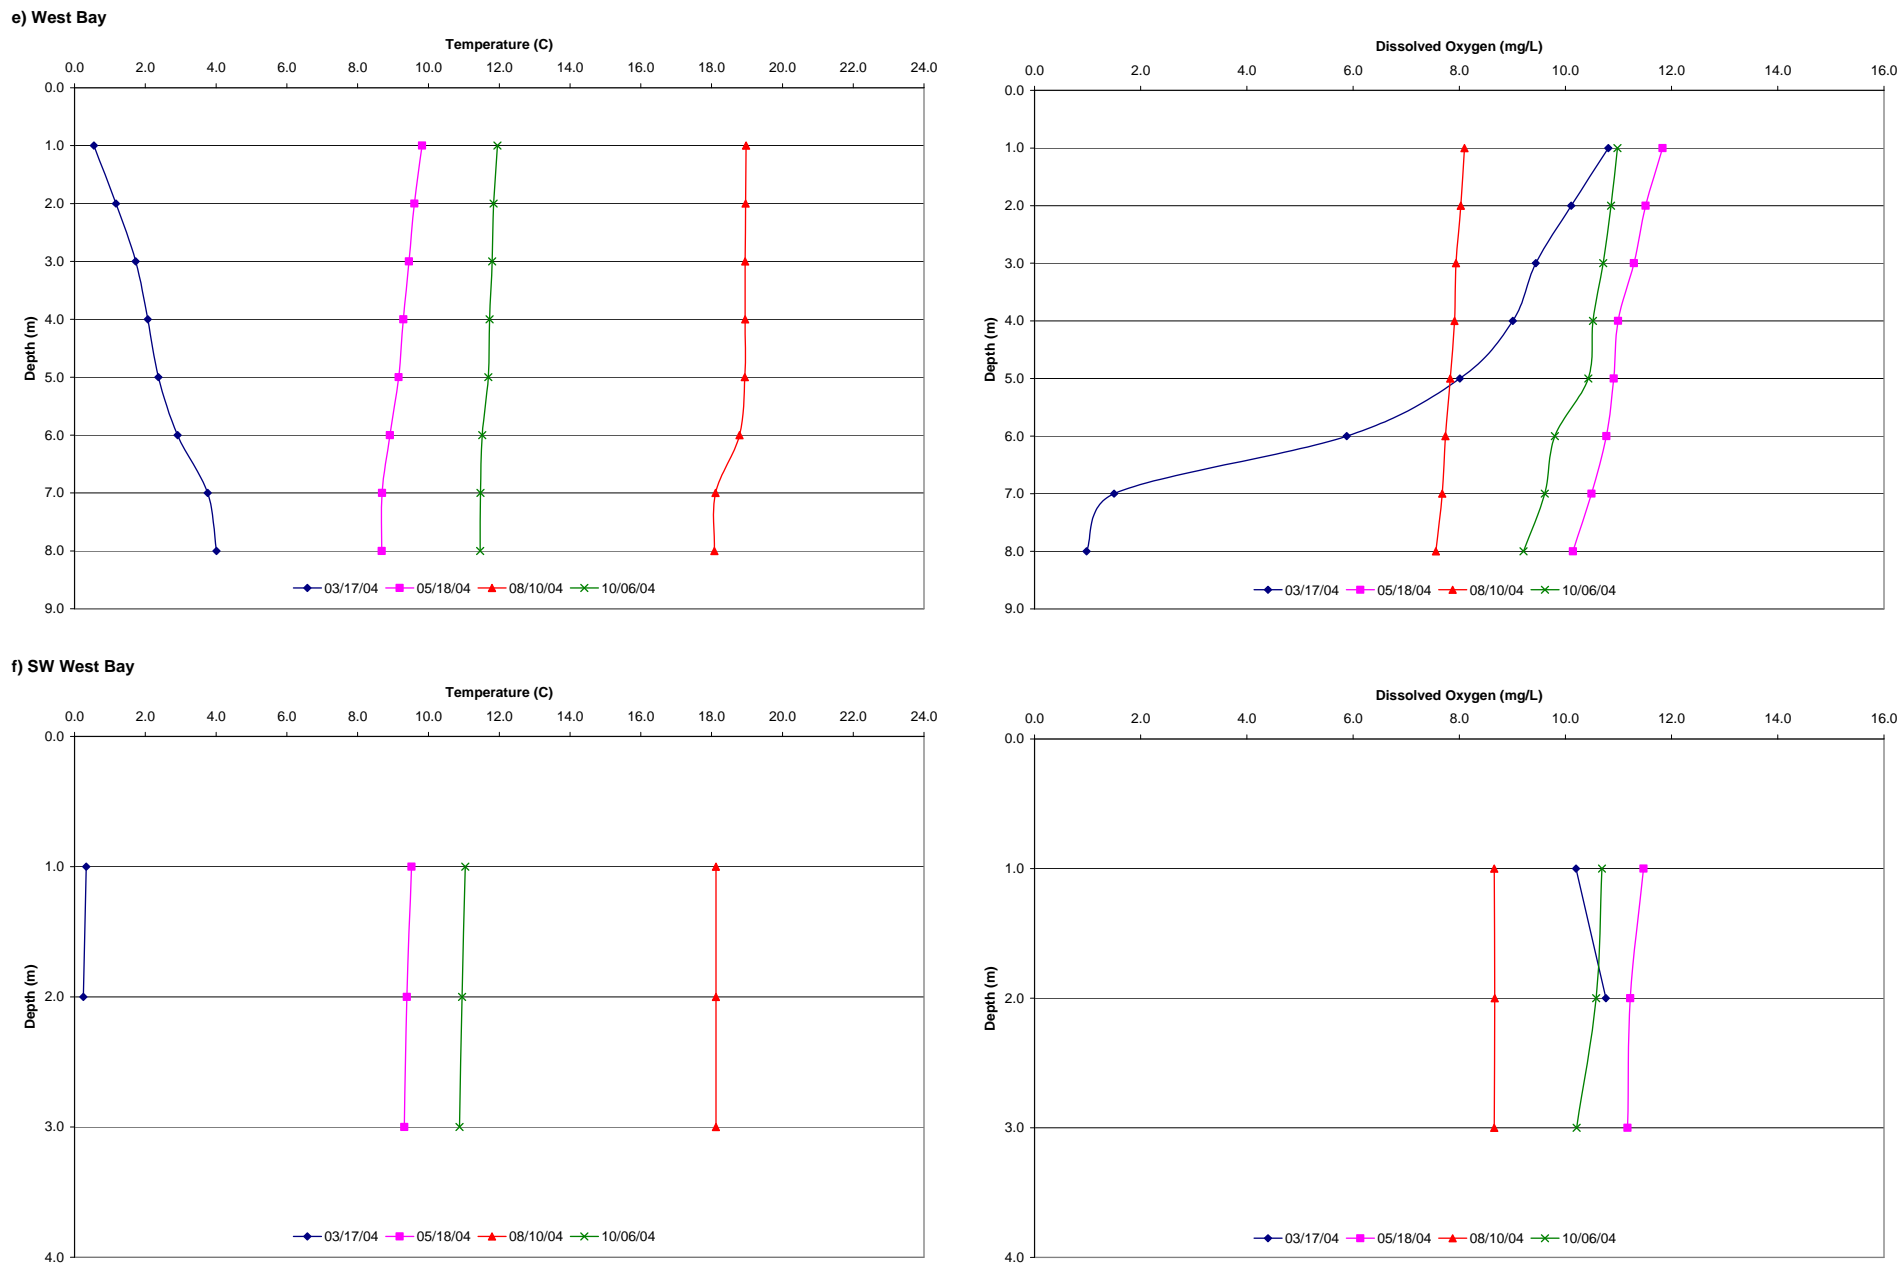 e) West Bay
Temperature (C)
0.0 2.0 4.0 6.0 8.0 10.0 12.0 14.0 16.0 18.0 20.0 22.0 24.0
0.0
1.0
2.0
3.0
4.0
5.0
6.0
7.0
8.0
9.0
Depth (m)
03/17/04 05/18/04 08/10/04 10/06/04
Dissolved Oxygen (mg/L)
0.0 2.0 4.0 6.0 8.0 10.0 12.0 14.0 16.0
0.0
1.0
2.0
3.0
4.0
5.0
6.0
7.0
8.0
9.0
Depth (m)
03/17/04 05/18/04 08/10/04 10/06/04
f) SW West Bay
Temperature (C)
0.0 2.0 4.0 6.0 8.0 10.0 12.0 14.0 16.0 18.0 20.0 22.0 24.0
0.0
1.0
2.0
3.0
4.0
Depth (m)
03/17/04 05/18/04 08/10/04 10/06/04
Dissolved Oxygen (mg/L)
0.0 2.0 4.0 6.0 8.0 10.0 12.0 14.0 16.0
0.0
1.0
2.0
3.0
4.0
Depth (m)
03/17/04 05/18/04 08/10/04 10/06/04